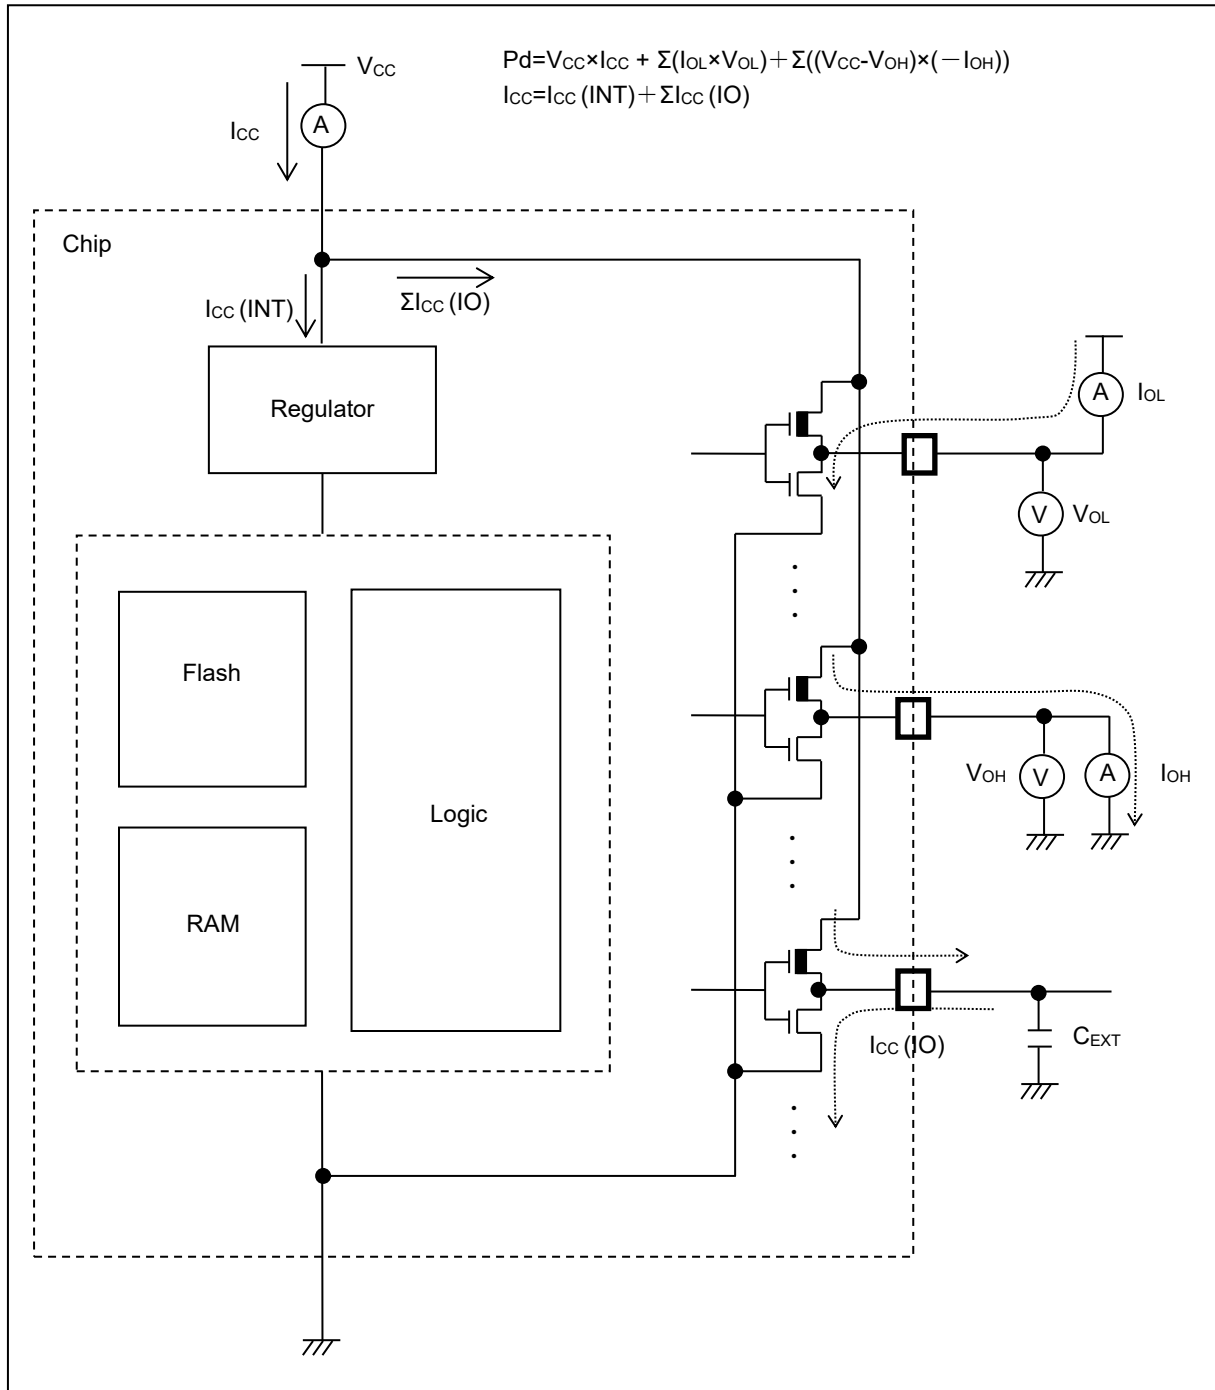 Pd=VCC×ICC + Σ(IOL×VOL)+Σ((VCC-VOH)×(-IOH))
ICC=ICC (INT)+ΣICC (IO)
VCC
A
ICC
Chip
ICC (INT)
ΣICC (IO)
Regulator
A
IOL
V
VOL
Flash
Logic
VOH
V
A
IOH
RAM
ICC (IO)
CEXT